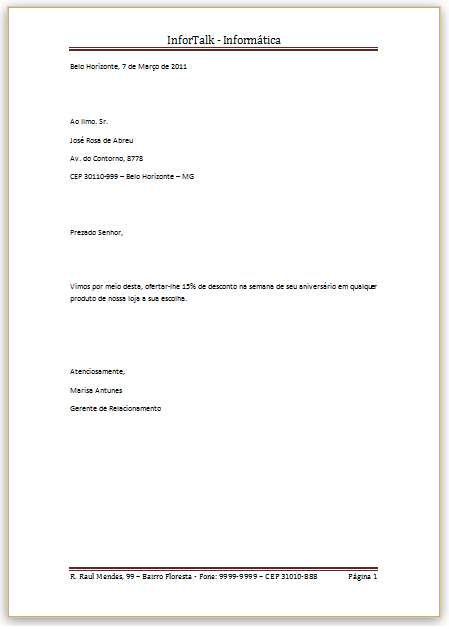 InforTalk - Informática
Belo Horizonte, 7 de Março de 2011
Ao Ilmo. Sr.
José Rosa de Abreu
Av. do Contorno, 8778
CEP 30110-999 – Belo Horizonte – MG
Prezado Senhor,
Vimos por meio desta, ofertar-lhe 15% de desconto na semana de seu aniversário em qualquer
produto de nossa loja a sua escolha.
Atenciosamente,
Marisa Antunes
Gerente de Relacionamento
R. Raul Mendes, 99 – Bairro Floresta - Fone: 9999-9999 – CEP 31010-888 Página 1